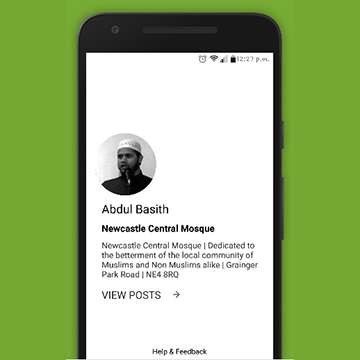 12:23 p.m.
Abdul Basith
Newcastle Central Mosque
Newcastle Central Mosque | Dedicated to
the betterment of the local community of
Muslims and Non Muslims alike | Grainger
Park Road | NE4 8RQ
VIEW POSTS →
Help & Feedback